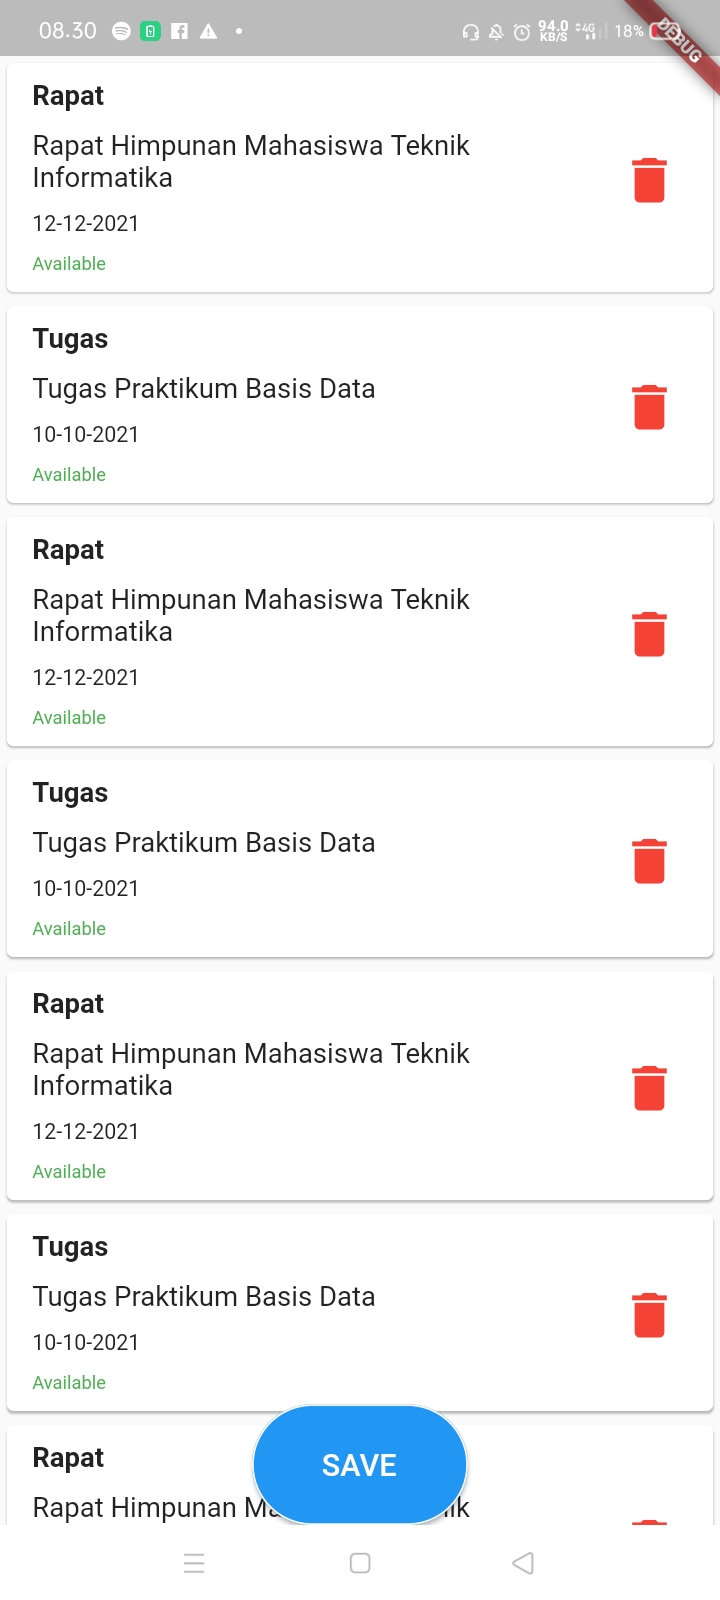 08.30 94.0 KB/S 4G 18%
DEBUG
Rapat
Rapat Himpunan Mahasiswa Teknik
Informatika
12-12-2021
Available
Tugas
Tugas Praktikum Basis Data
10-10-2021
Available
Rapat
Rapat Himpunan Mahasiswa Teknik
Informatika
12-12-2021
Available
Tugas
Tugas Praktikum Basis Data
10-10-2021
Available
Rapat
Rapat Himpunan Mahasiswa Teknik
Informatika
12-12-2021
Available
Tugas
Tugas Praktikum Basis Data
10-10-2021
Available
Rapat
SAVE
Rapat Himpunan